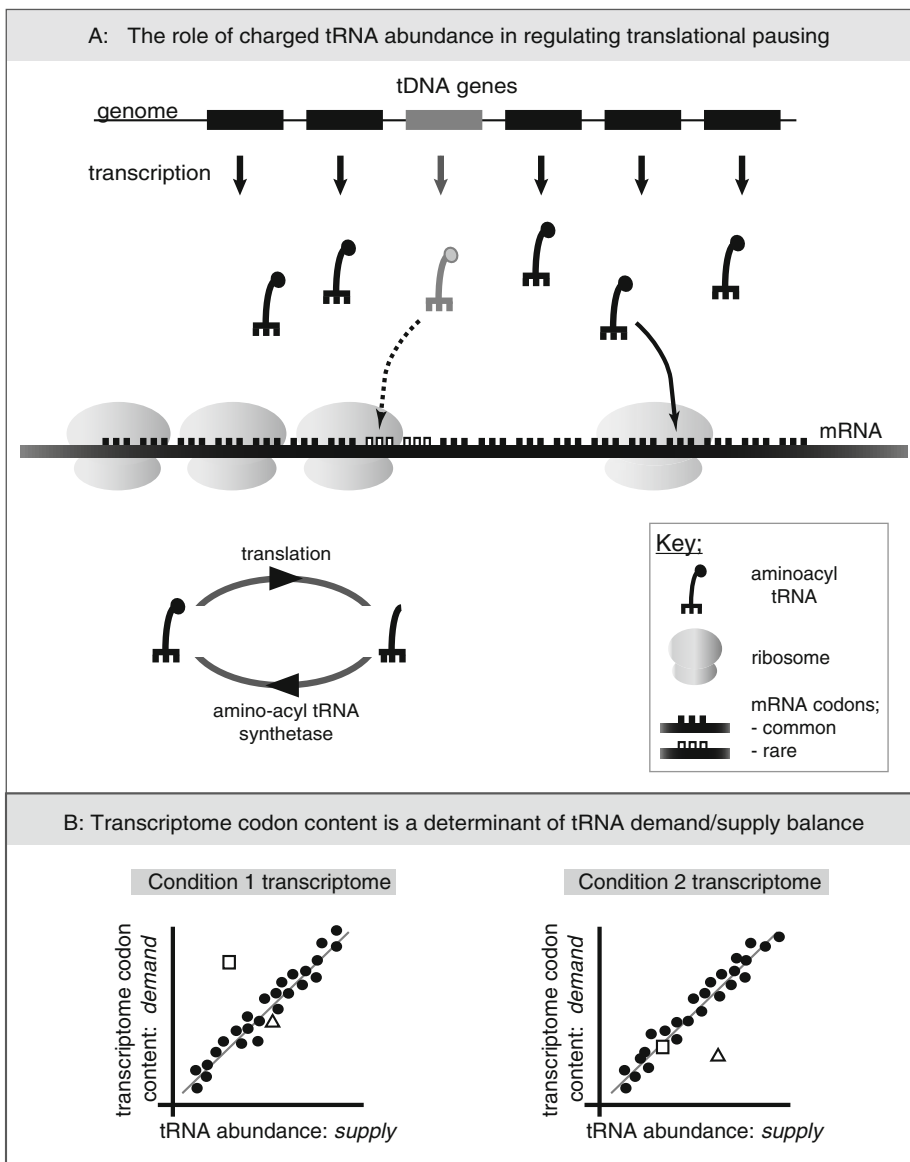 A: The role of charged tRNA abundance in regulating translational pausing
tDNA genes
genome
transcription
mRNA
translation
amino-acyl tRNA
synthetase
Key;
aminoacyl
tRNA
ribosome
mRNA codons;
- common
- rare
B: Transcriptome codon content is a determinant of tRNA demand/supply balance
Condition 1 transcriptome
transcriptome codon
content: demand
tRNA abundance: supply
Condition 2 transcriptome
transcriptome codon
content: demand
tRNA abundance: supply